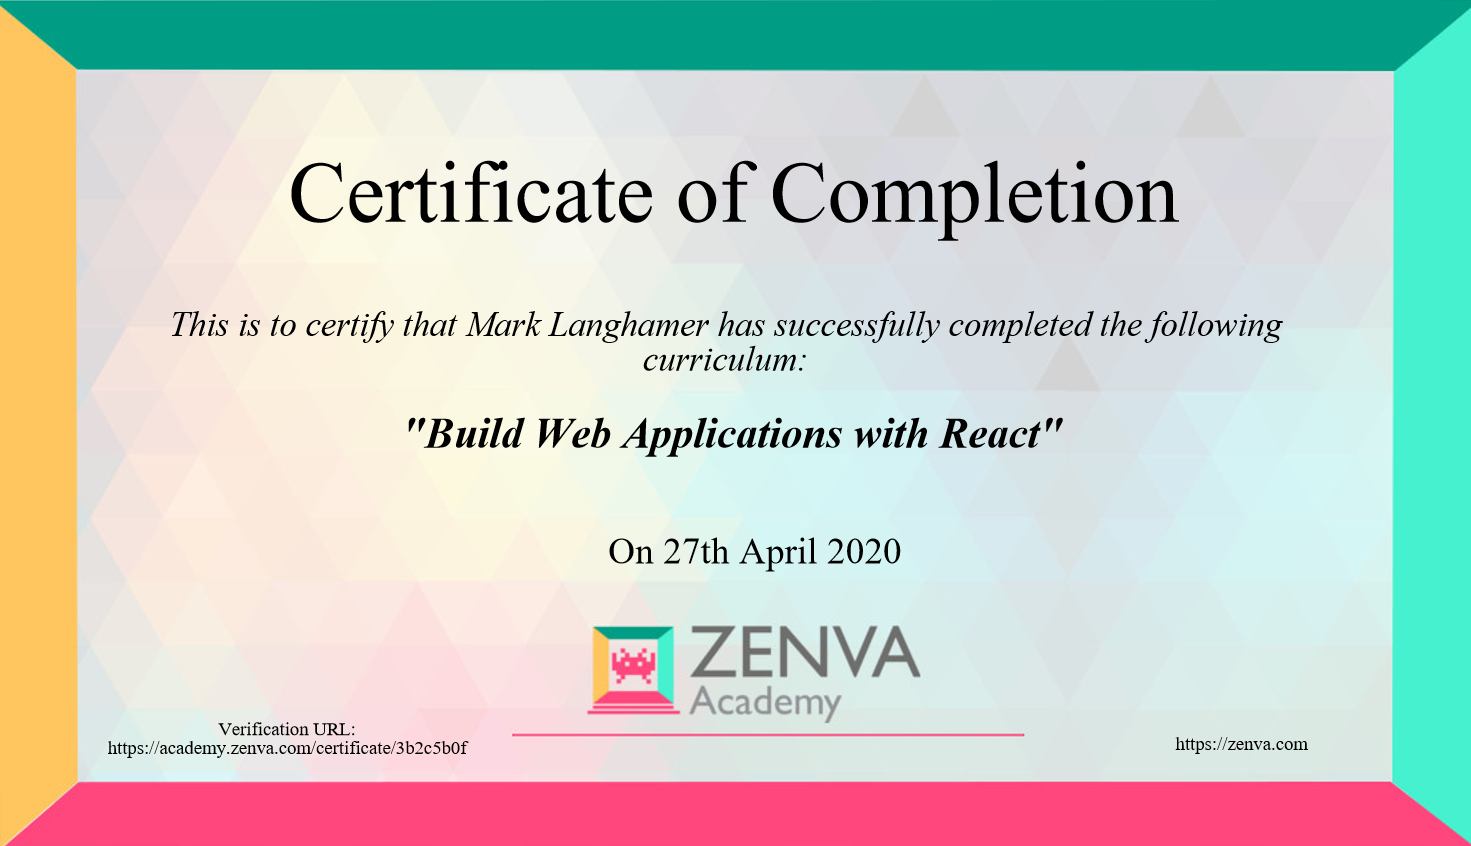 Certificate of Completion
This is to certify that Mark Langhamer has successfully completed the following
curriculum:
"Build Web Applications with React"
On 27th April 2020
ZENVA
Academy
Verification URL:
https://academy.zenva.com/certificate/3b2c5b0f
https://zenva.com